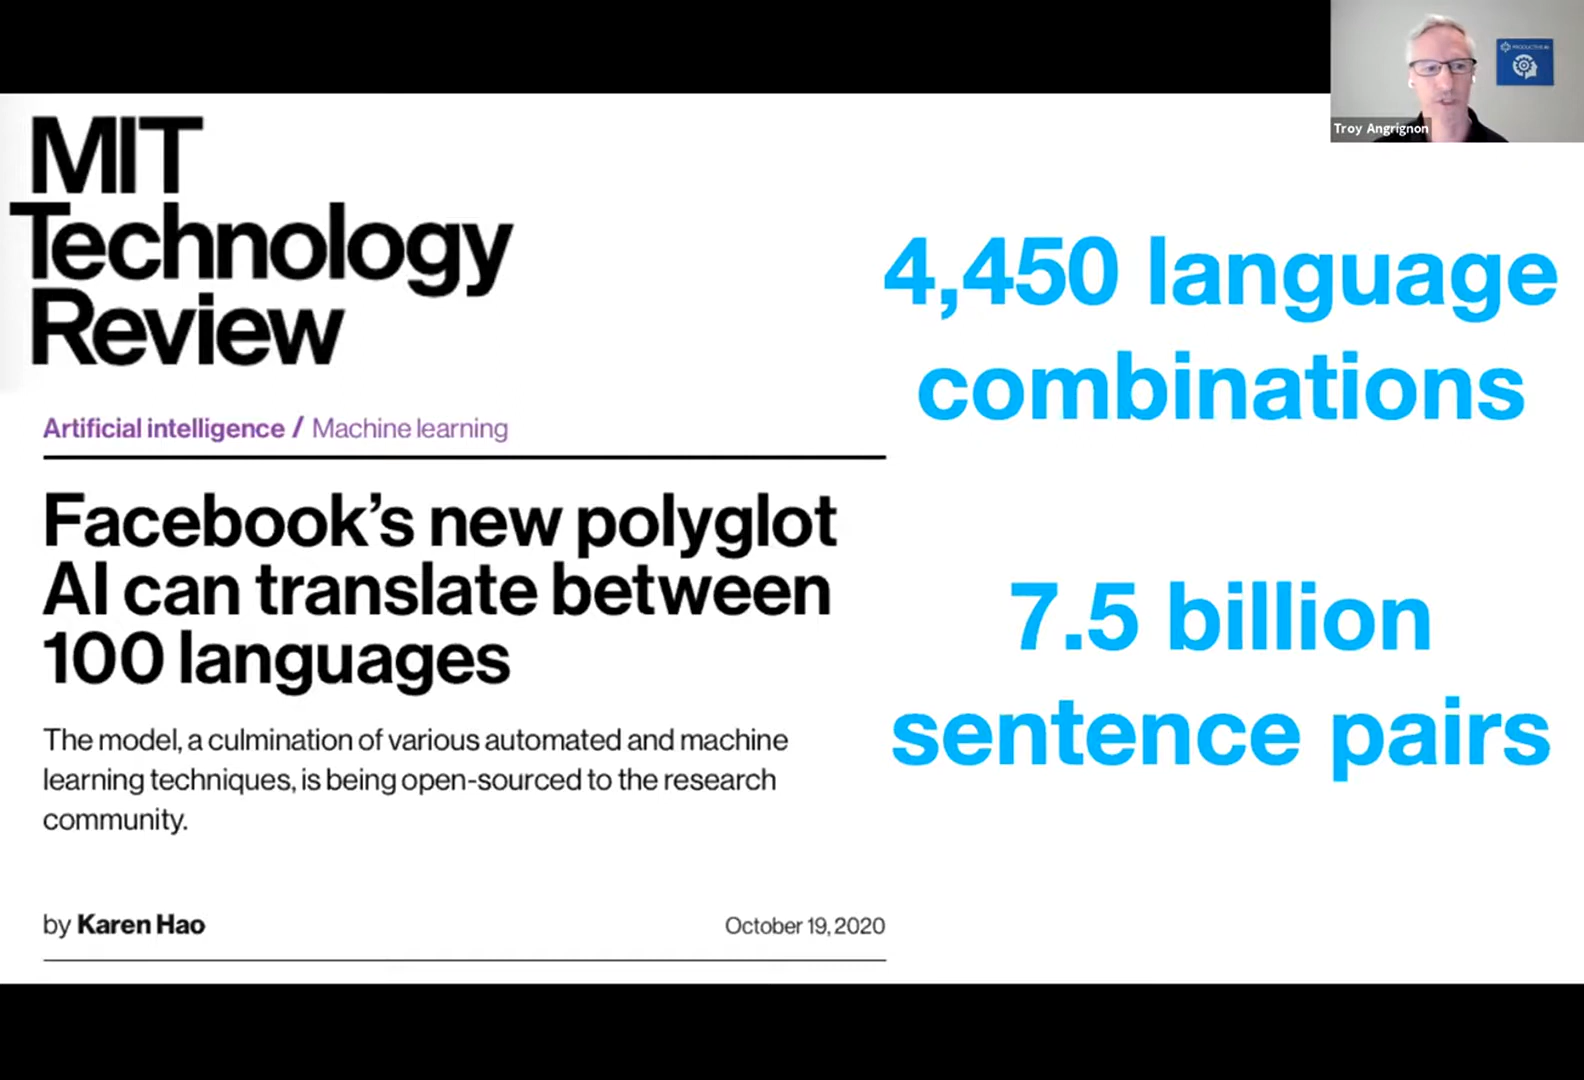 MIT
Technology
Review
Artificial intelligence / Machine learning
Facebook’s new polyglot
AI can translate between
100 languages
The model, a culmination of various automated and machine
learning techniques, is being open-sourced to the research
community.
by Karen Hao
October 19, 2020
4,450 language
combinations
7.5 billion
sentence pairs
PRODUCTIVE AI
Troy Angrignon